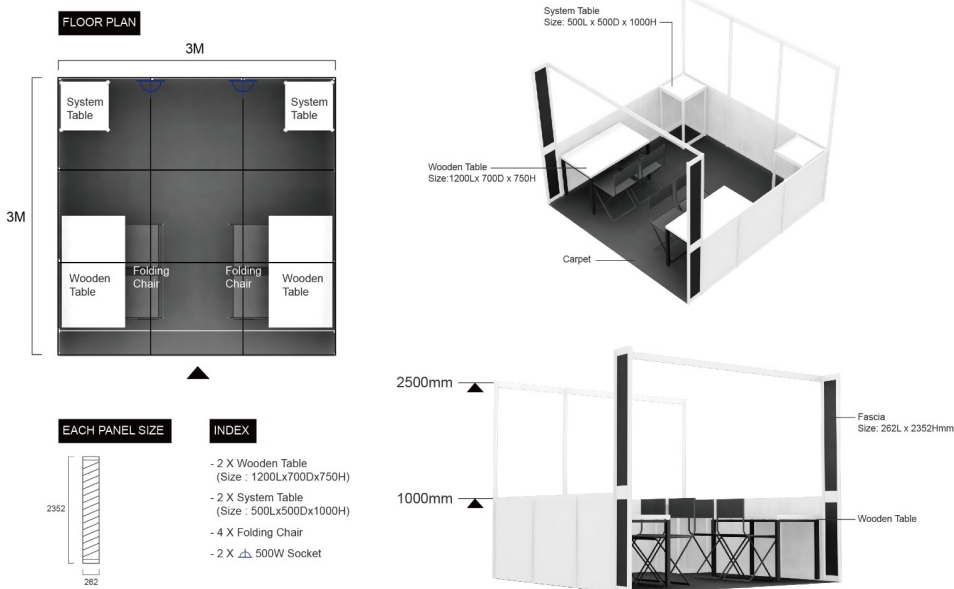 FLOOR PLAN
3M
3M
System
Table
System
Table
Wooden
Table
Folding
Chair
Folding
Chair
Wooden
Table
System Table
Size: 500L x 500D x 1000H
Wooden Table
Size:1200Lx 700D x 750H
Carpet
EACH PANEL SIZE
2352
262
INDEX
- 2 X Wooden Table
(Size : 1200Lx700Dx750H)
- 2 X System Table
(Size : 500Lx500Dx1000H)
- 4 X Folding Chair
- 2 X 500W Socket
2500mm
1000mm
Fascia
Size: 262L x 2352Hmm
Wooden Table